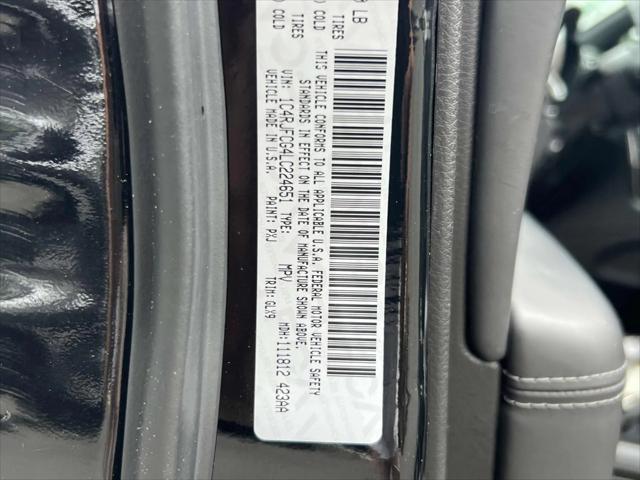 LB
TIRES
COLD
TIRES
COLD
THIS VEHICLE CONFORMS TO ALL APPLICABLE U.S.A. FEDERAL MOTOR VEHICLE SAFETY
STANDARDS IN EFFECT ON THE DATE OF MANUFACTURE SHOWN ABOVE.
VIN: 1C4RJFCG4LC224651 TYPE: MPV MDH: 111812 423AA
MADE IN U.S.A. PAINT: PXJ TRIM: GLX9